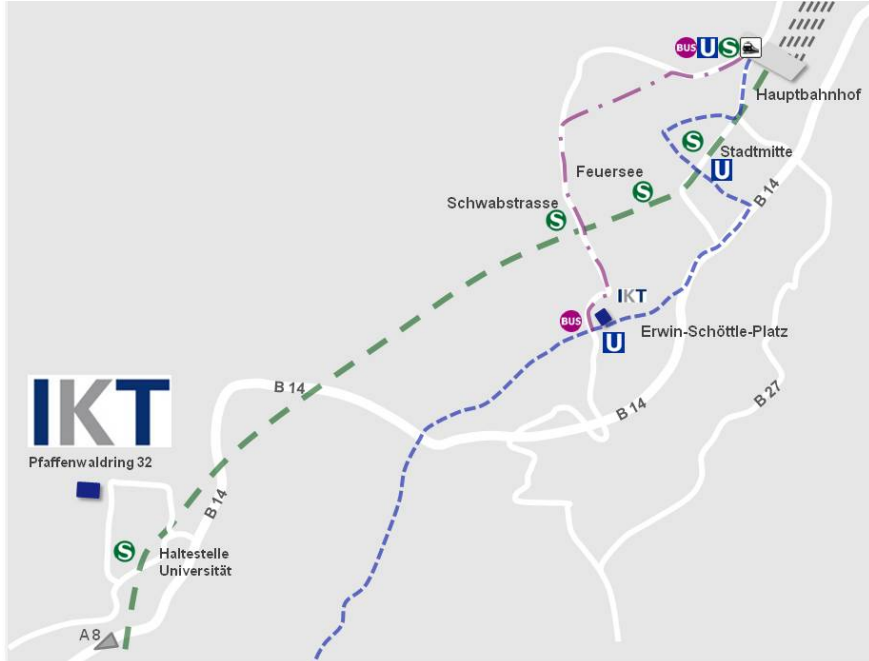 BUS U S
Hauptbahnhof
S
Stadtmitte
U
Feuersee
S
B 14
Schwabstrasse
S
IKT
BUS
U
Erwin-Schöttle-Platz
B 14
B 14
B 27
IKT
Pfaffenwaldring 32
B 14
S
Haltestelle
Universität
A 8